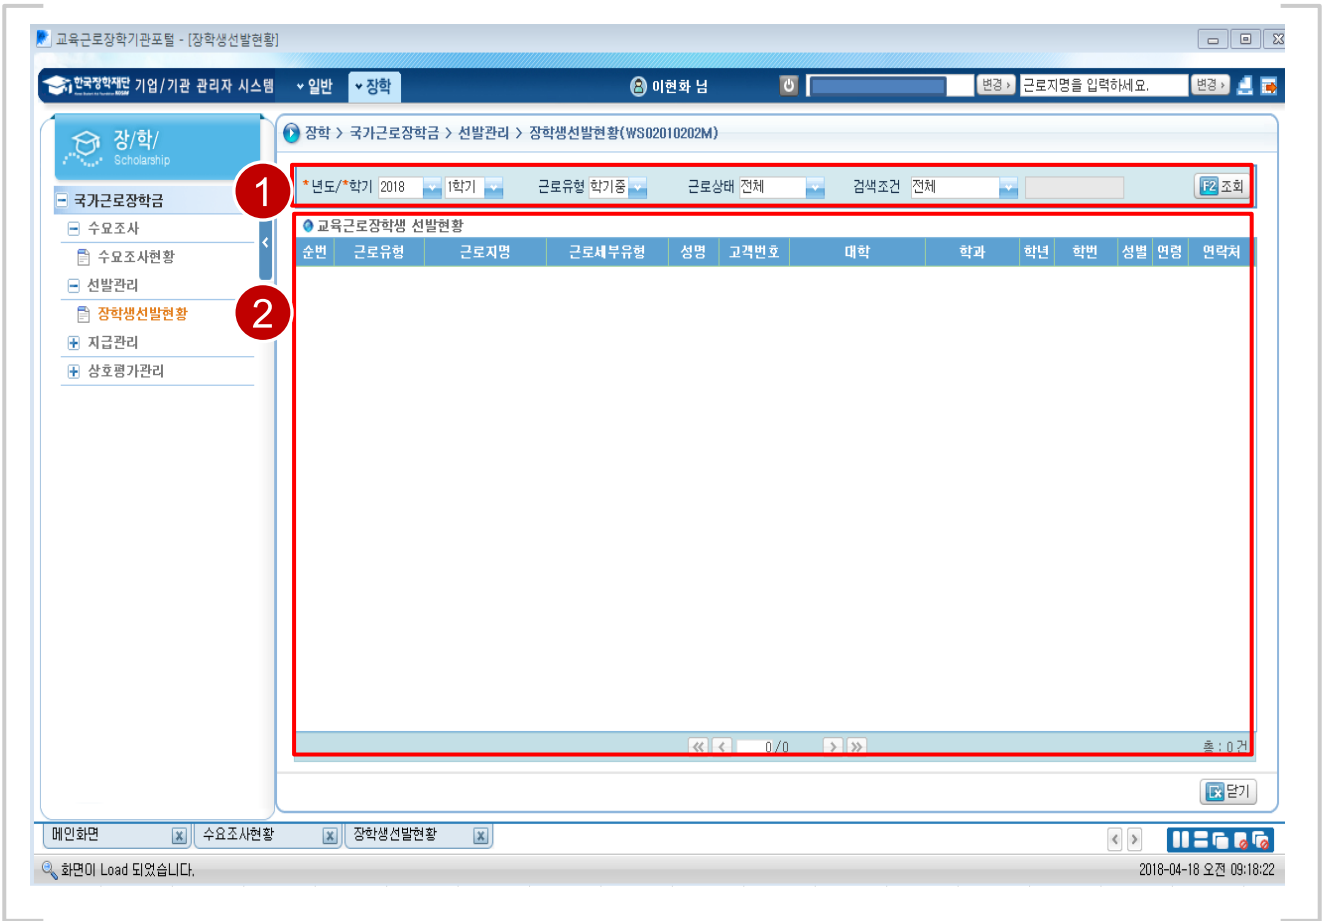 교육근로장학기관포털 - [장학생선발현황]
한국장학재단 기업/기관 관리자 시스템 일반 장학 이현화 님 변경 근로지명을 입력하세요. 변경
장/학/
Scholarship
국가근로장학금
수요조사
수요조사현황
선발관리
장학생선발현황
지급관리
상호평가관리
장학 > 국가근로장학금 > 선발관리 > 장학생선발현황(WS02010202M)
1
*년도/*학기 2018 1학기 근로유형 학기중 근로상태 전체 검색조건 전체 F2 조회
2
교육근로장학생 선발현황
순번 근로유형 근로지명 근로세부유형 성명 고객번호 대학 학과 학년 학번 성별 연령 연락처
0/0 총 : 0 건
닫기
메인화면 수요조사현황 장학생선발현황
화면이 Load 되었습니다. 2018-04-18 오전 09:18:22